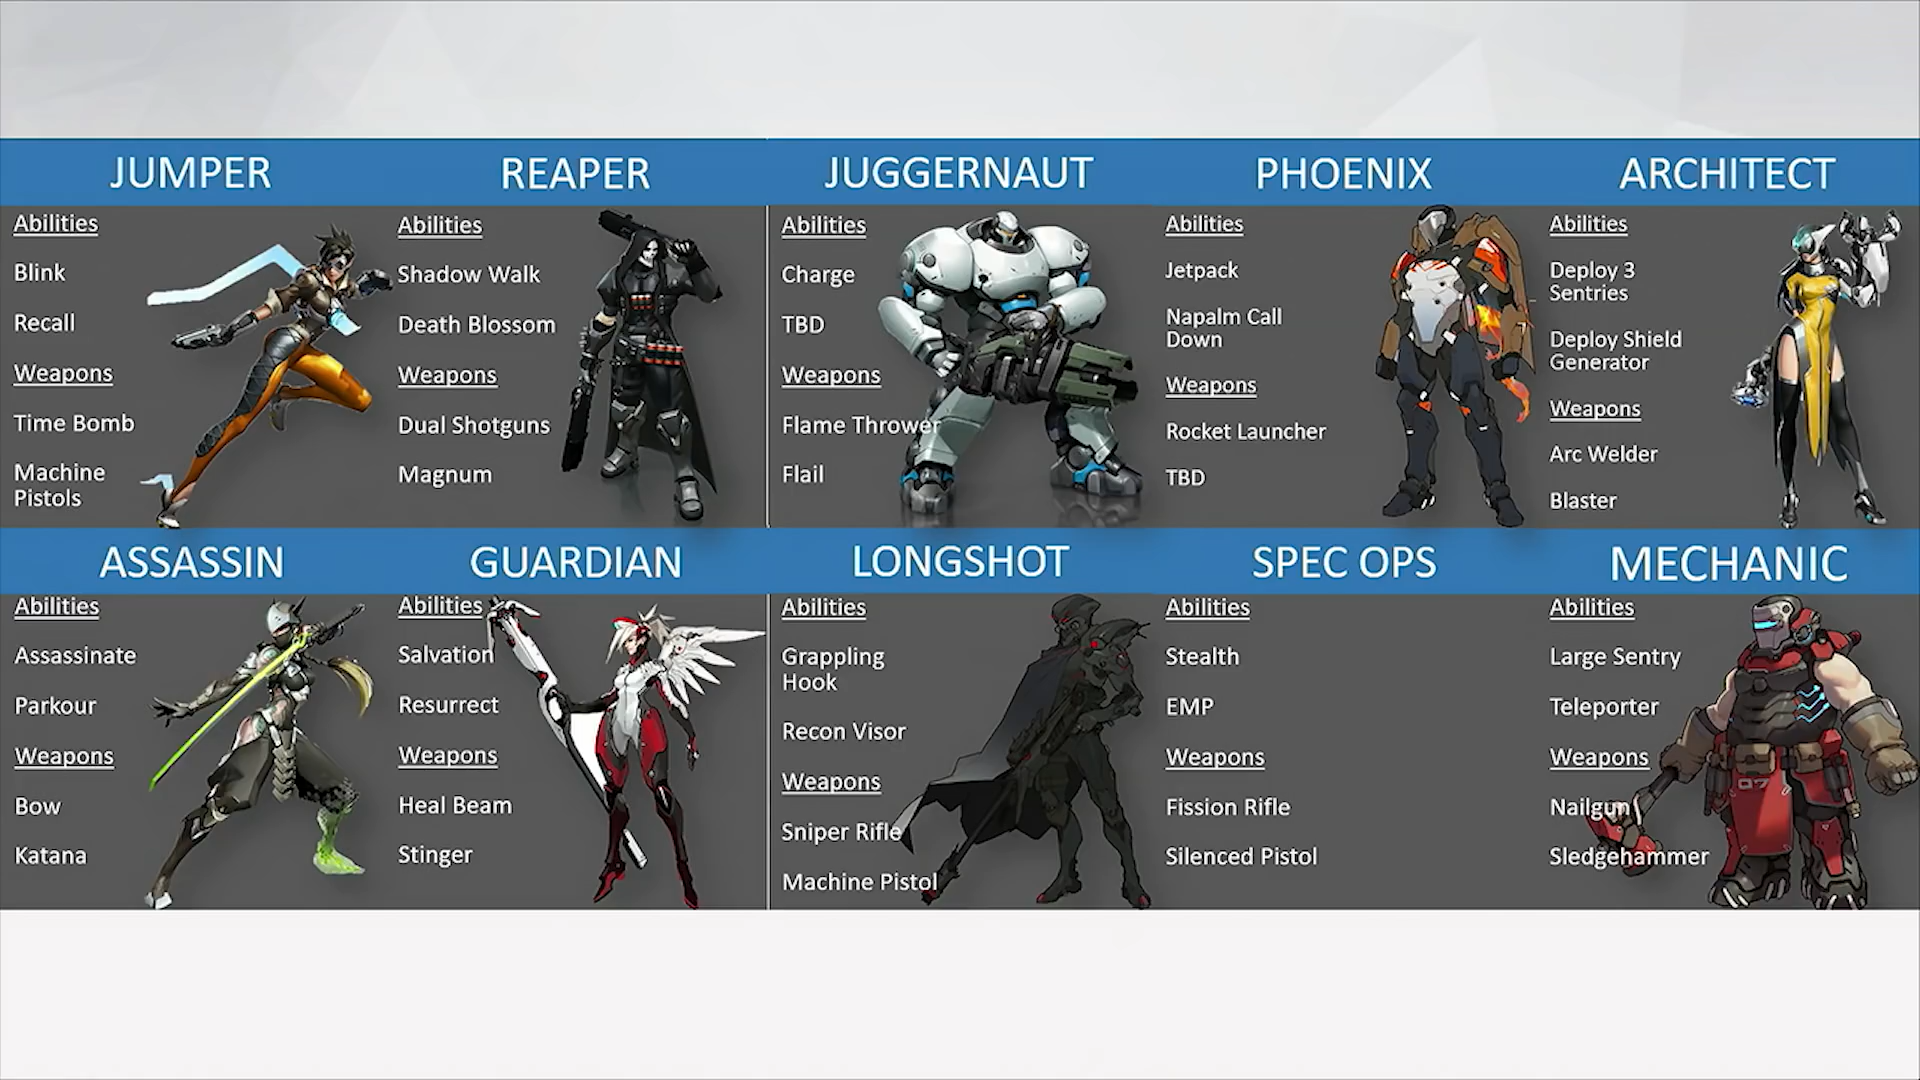 JUMPER
Abilities
Blink
Recall
Weapons
Time Bomb
Machine
Pistols
REAPER
Abilities
Shadow Walk
Death Blossom
Weapons
Dual Shotguns
Magnum
JUGGERNAUT
Abilities
Charge
TBD
Weapons
Flame Thrower
Flail
PHOENIX
Abilities
Jetpack
Napalm Call
Down
Weapons
Rocket Launcher
TBD
ARCHITECT
Abilities
Deploy 3
Sentries
Deploy Shield
Generator
Weapons
Arc Welder
Blaster
ASSASSIN
Abilities
Assassinate
Parkour
Weapons
Bow
Katana
GUARDIAN
Abilities
Salvation
Resurrect
Weapons
Heal Beam
Stinger
LONGSHOT
Abilities
Grappling
Hook
Recon Visor
Weapons
Sniper Rifle
Machine Pistol
SPEC OPS
Abilities
Stealth
EMP
Weapons
Fission Rifle
Silenced Pistol
MECHANIC
Abilities
Large Sentry
Teleporter
Weapons
Nailgun
Sledgehammer
07